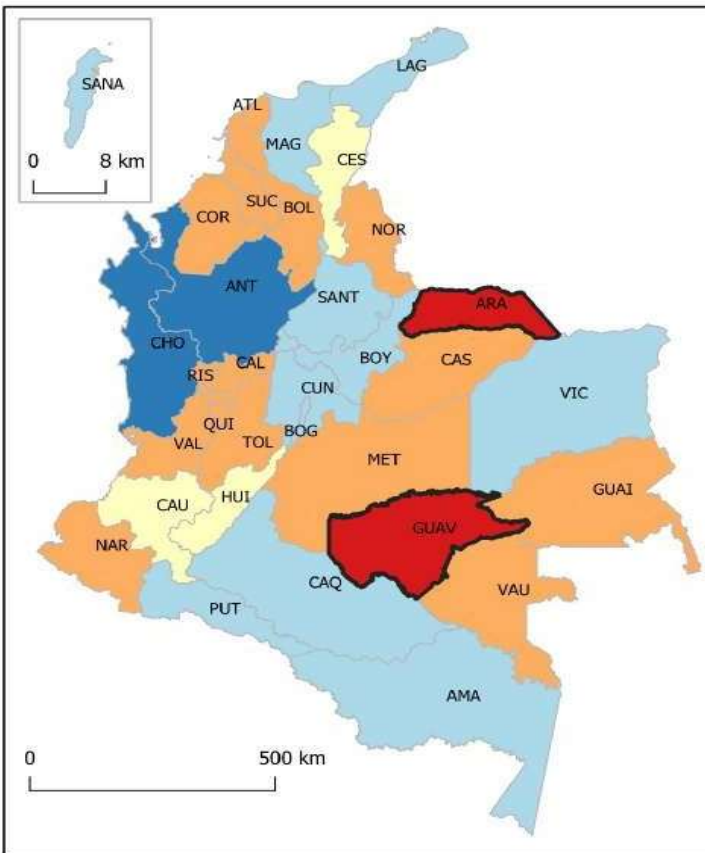 SANA
0 8 km
LAG
ATL
MAG
CES
SUC
BOL
COR
NOR
ANT
SANT
ARA
CHO
BOY
CAS
CAL
RIS
CUN
VIC
QUI
BOG
VAL
TOL
MET
HUI
GUAI
CAU
GUAV
NAR
CAQ
VAU
PUT
AMA
0 500 km